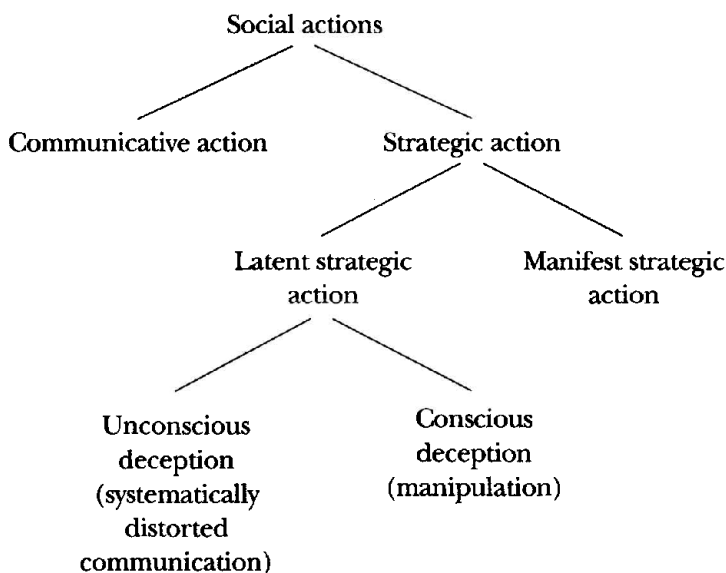 Social actions
Communicative action
Strategic action
Latent strategic
action
Manifest strategic
action
Unconscious
deception
(systematically
distorted
communication)
Conscious
deception
(manipulation)